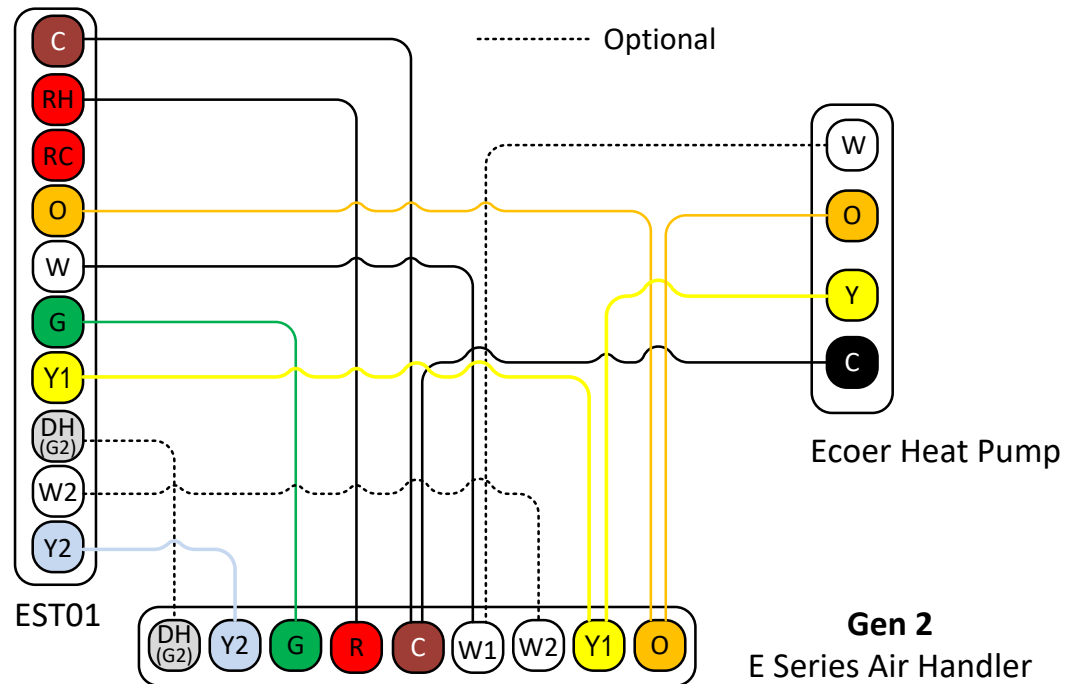 C
RH
RC
O
W
G
Y1
DH
(G2)
W2
Y2
EST01
Optional
W
O
Y
C
Ecoer Heat Pump
DH
(G2)
Y2
G
R
C
W1
W2
Y1
O
Gen 2
E Series Air Handler